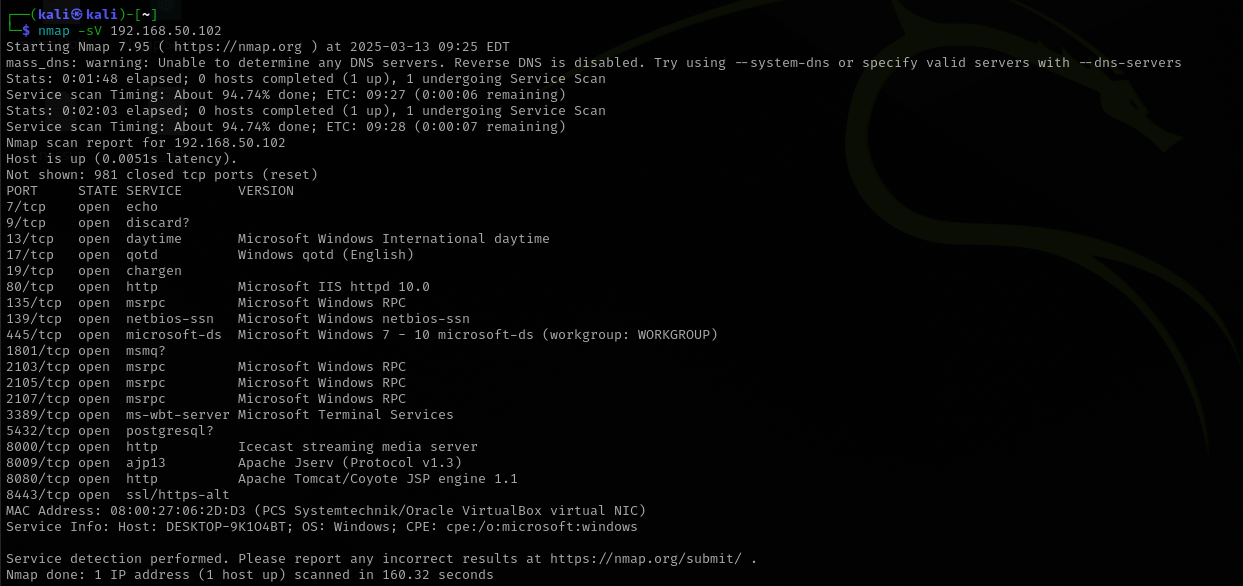 ┌──(kali㉿kali)-[~]
└─$ nmap -sV 192.168.50.102
Starting Nmap 7.95 ( https://nmap.org ) at 2025-03-13 09:25 EDT
mass_dns: warning: Unable to determine any DNS servers. Reverse DNS is disabled. Try using --system-dns or specify valid servers with --dns-servers
Stats: 0:01:48 elapsed; 0 hosts completed (1 up), 1 undergoing Service Scan
Service scan Timing: About 94.74% done; ETC: 09:27 (0:00:06 remaining)
Stats: 0:02:03 elapsed; 0 hosts completed (1 up), 1 undergoing Service Scan
Service scan Timing: About 94.74% done; ETC: 09:28 (0:00:07 remaining)
Nmap scan report for 192.168.50.102
Host is up (0.0051s latency).
Not shown: 981 closed tcp ports (reset)
PORT     STATE SERVICE       VERSION
7/tcp    open  echo
9/tcp    open  discard?
13/tcp   open  daytime       Microsoft Windows International daytime
17/tcp   open  qotd          Windows qotd (English)
19/tcp   open  chargen
80/tcp   open  http          Microsoft IIS httpd 10.0
135/tcp  open  msrpc         Microsoft Windows RPC
139/tcp  open  netbios-ssn   Microsoft Windows netbios-ssn
445/tcp  open  microsoft-ds  Microsoft Windows 7 - 10 microsoft-ds (workgroup: WORKGROUP)
1801/tcp open  msmq?
2103/tcp open  msrpc         Microsoft Windows RPC
2105/tcp open  msrpc         Microsoft Windows RPC
2107/tcp open  msrpc         Microsoft Windows RPC
3389/tcp open  ms-wbt-server Microsoft Terminal Services
5432/tcp open  postgresql?
8000/tcp open  http          Icecast streaming media server
8009/tcp open  ajp13         Apache Jserv (Protocol v1.3)
8080/tcp open  http          Apache Tomcat/Coyote JSP engine 1.1
8443/tcp open  ssl/https-alt
MAC Address: 08:00:27:06:2D:D3 (PCS Systemtechnik/Oracle VirtualBox virtual NIC)
Service Info: Host: DESKTOP-9K1O4BT; OS: Windows; CPE: cpe:/o:microsoft:windows
Service detection performed. Please report any incorrect results at https://nmap.org/submit/ .
Nmap done: 1 IP address (1 host up) scanned in 160.32 seconds